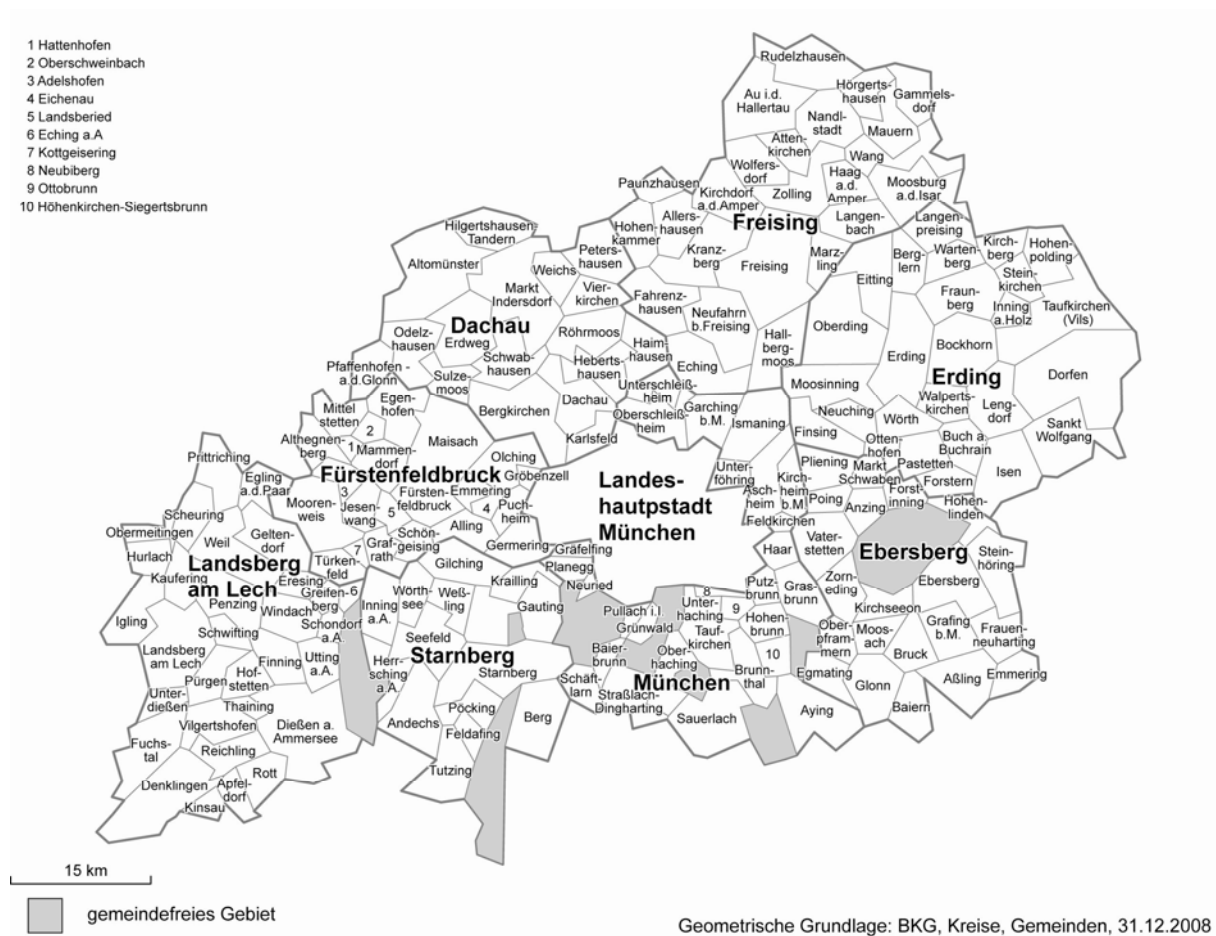 1 Hattenhofen
2 Oberschweinbach
3 Adelshofen
4 Eichenau
5 Landsberied
6 Eching a.A
7 Kottgeisering
8 Neubiberg
9 Ottobrunn
10 Höhenkirchen-Siegertsbrunn
Rudelzhausen
Au i.d.
Hallertau
Hörgerts-
hausen
Gammels-
dorf
Nandl-
stadt
Mauern
Atten-
kirchen
Wang
Wolfers-
dorf
Zolling
Haag
a.d.
Amper
Moosburg
a.d.Isar
Paunzhausen
Kirchdorf
a.d.Amper
Allers-
hausen
Hohen-
kammer
Freising
Langen-
bach
Langen-
preising
Kranz-
berg
Freising
Marz-
ling
Berg-
lern
Warten-
berg
Kirch-
berg
Hohen-
polding
Stein-
kirchen
Eitting
Fraun-
berg
Inning
a.Holz
Taufkirchen
(Vils)
Fahrenz-
hausen
Neufahrn
b.Freising
Hall-
berg-
moos
Oberding
Eching
Erding
Bockhorn
Erding
Dorfen
Moosinning
Walperts-
kirchen
Leng-
dorf
Neuching
Wörth
Finsing
Otten-
hofen
Buch a
Buchrain
Sankt
Wolfgang
Pastetten
Isen
Forstern
Hilgertshausen-
Tandern
Altomünster
Peters-
hausen
Weichs
Markt
Indersdorf
Vier-
kirchen
Dachau
Odelz-
hausen
Erdweg
Röhrmoos
Haim-
hausen
Schwab-
hausen
Heberts-
hausen
Pfaffenhofen -
a.d.Glonn
Sulze-
moos
Bergkirchen
Dachau
Karlsfeld
Unterschleiß-
heim
Oberschleiß-
heim
Garching
b.M.
Ismaning
Unter-
föhring
Asch-
heim
Kirch-
heim
b.M
Feldkirchen
Mittel
stetten
Egen-
hofen
2
Althegnen-
berg
1
Mammen-
dorf
Maisach
Olching
Gröbenzell
Fürstenfeldbruck
Mooren-
weis
3
Jesen-
wang
5
Fürsten-
feldbruck
Emmering
4
Puch-
heim
Alling
Schön-
geising
Graf-
rath
7
Türken-
feld
Germering
Landes-
hautpstadt
München
Prittriching
Egling
a.d.Paar
Scheuring
Obermeitingen
Hurlach
Weil
Gelten-
dorf
Landsberg
am Lech
Kaufering
Eresing
Greifen-
berg
6
Penzing
Windach
Schondorf
a.A.
Igling
Schwifting
Landsberg
am Lech
Finning
Utting
a.A.
Pürgen
Hof-
stetten
Unter-
dießen
Thaining
Vilgertshofen
Dießen a.
Ammersee
Fuchs-
tal
Reichling
Rott
Denklingen
Apfel-
dorf
Kinsau
Gilching
Inning
a.A.
Wörth-
see
Weß-
ling
Krailling
Gauting
Seefeld
Starnberg
Herr-
sching
a.A.
Starnberg
Andechs
Pöcking
Berg
Feldafing
Tutzing
Gräfelfing
Planegg
Neuried
Pullach i.I.
Grünwald
Baier-
brunn
Schäft-
larn
Straßlach-
Dingharting
Ober-
haching
München
Unter-
haching
8
9
Tauf-
kirchen
Hohen-
brunn
10
Brunn-
thal
Sauerlach
Aying
Haar
Putz-
brunn
Gras-
brunn
Pliening
Markt
Schwaben
Poing
Anzing
Forst-
inning
Hohen-
linden
Vater-
stetten
Ebersberg
Stein-
höring
Zorn-
eding
Ebersberg
Kirchseeon
Ober-
pfram-
mern
Moos-
ach
Grafing
b.M.
Frauen-
neuharting
Bruck
Egmating
Glonn
Aßling
Emmering
Baiern
15 km
gemeindefreies Gebiet
Geometrische Grundlage: BKG, Kreise, Gemeinden, 31.12.2008